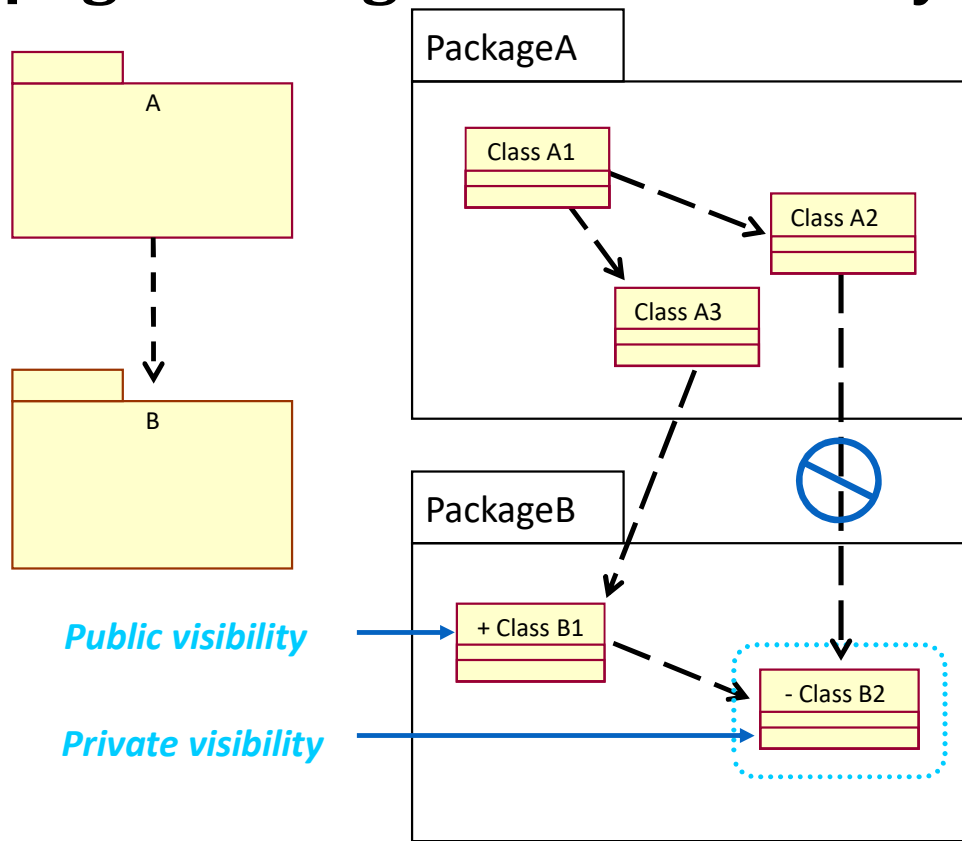 A
B
PackageA
Class A1
Class A2
Class A3
PackageB
+ Class B1
- Class B2
Public visibility
Private visibility